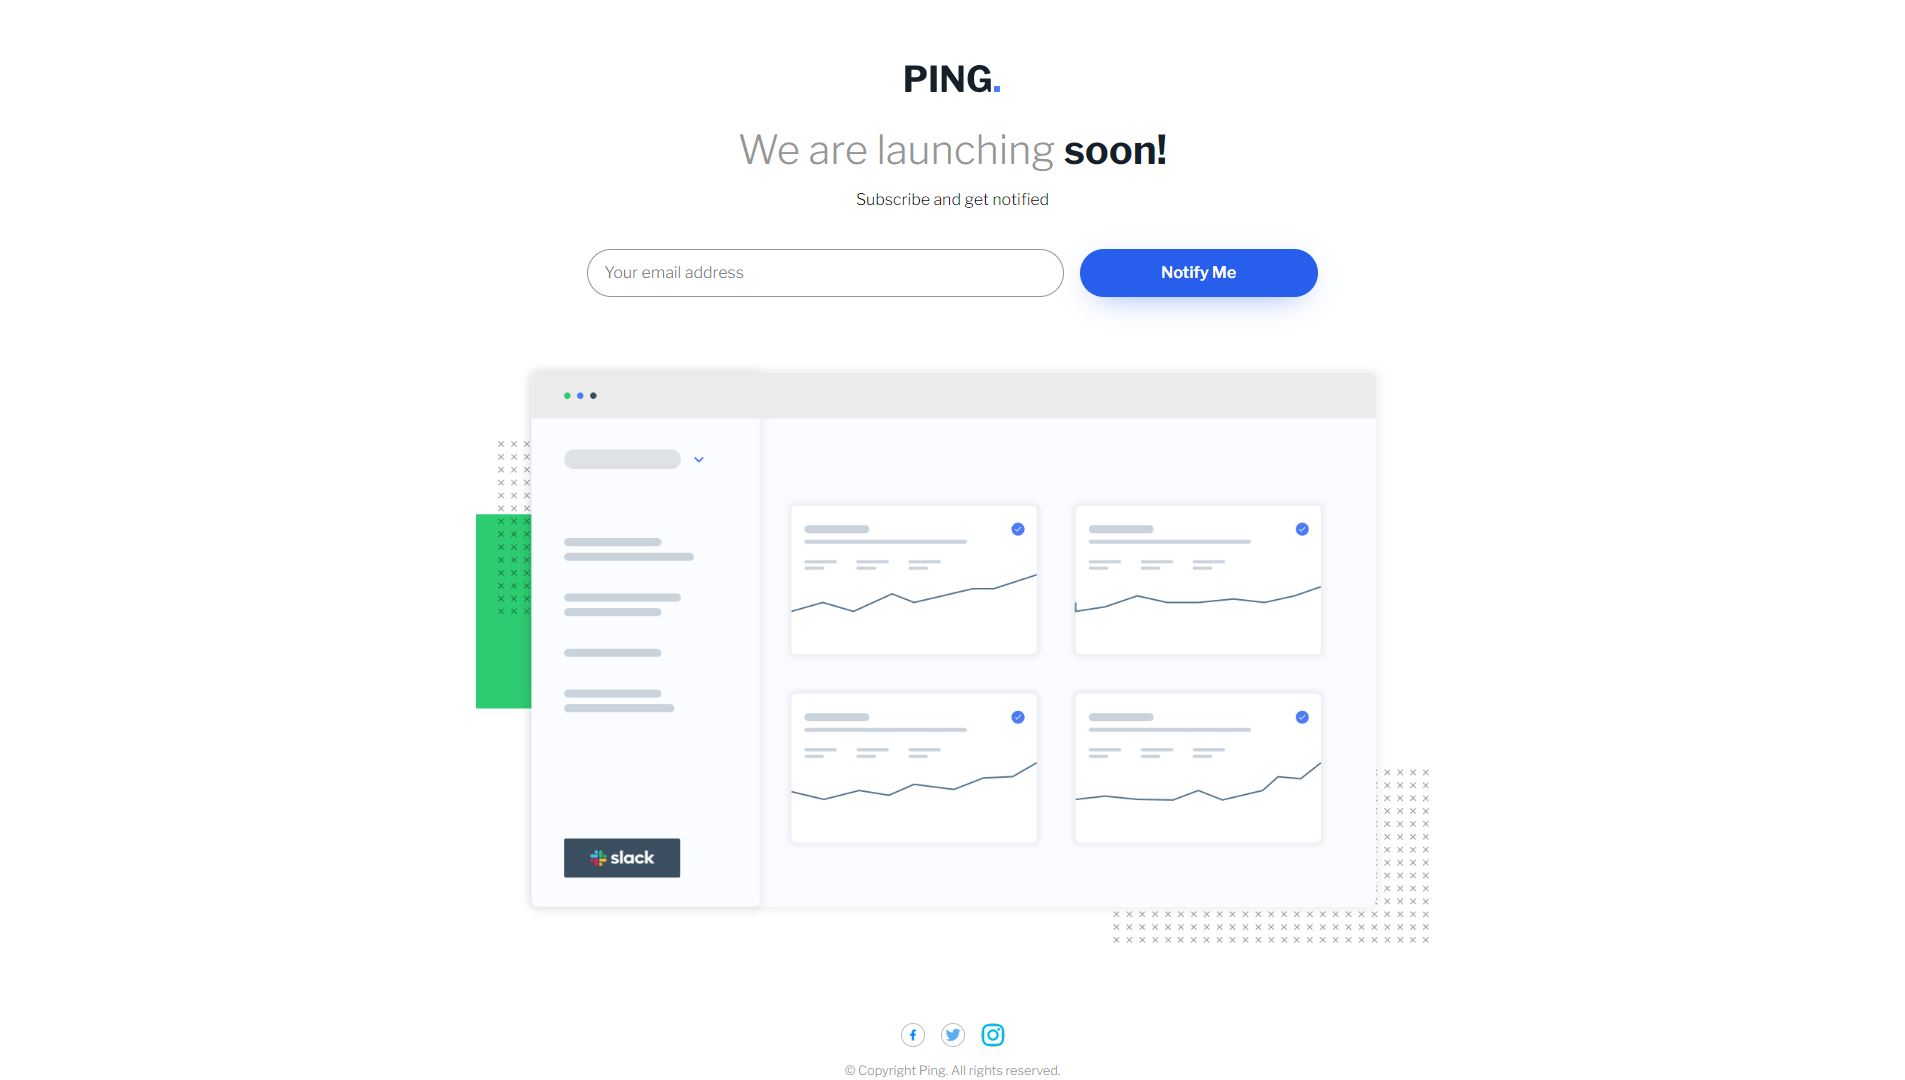 PING.
We are launching soon!
Subscribe and get notified
Your email address
Notify Me
slack
© Copyright Ping. All rights reserved.